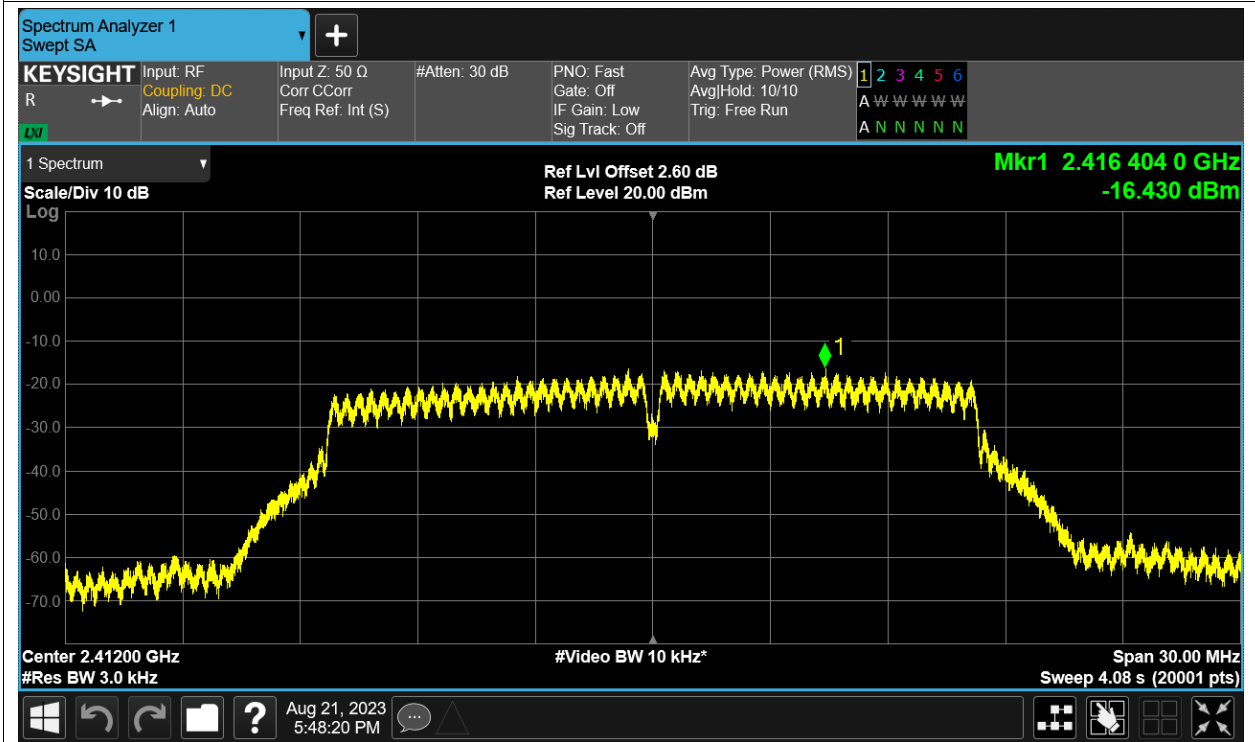 Spectrum Analyzer 1
Swept SA
+
KEYSIGHT
R
LXI
Input: RF
Coupling: DC
Align: Auto
Input Z: 50 Ω
Corr CCorr
Freq Ref: Int (S)
#Atten: 30 dB
PNO: Fast
Gate: Off
IF Gain: Low
Sig Track: Off
Avg Type: Power (RMS)
Avg|Hold: 10/10
Trig: Free Run
1 2 3 4 5 6
A W W W W W
A N N N N N
1 Spectrum
Scale/Div 10 dB
Log
Ref Lvl Offset 2.60 dB
Ref Level 20.00 dBm
Mkr1 2.416 404 0 GHz
-16.430 dBm
10.0
0.00
-10.0
-20.0
-30.0
-40.0
-50.0
-60.0
-70.0
1
Center 2.41200 GHz
#Res BW 3.0 kHz
#Video BW 10 kHz*
Span 30.00 MHz
Sweep 4.08 s (20001 pts)
?
Aug 21, 2023
5:48:20 PM